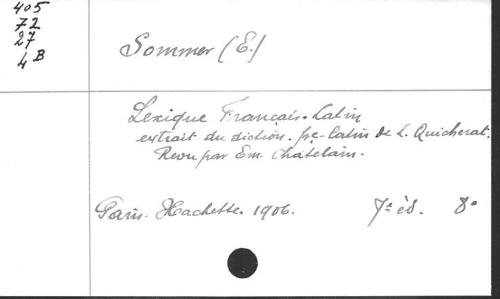 405
72
27
4 B
Sommer (E.)
Lexique Français-Latin
extrait du diction. fr-latin de L. Quicherat.
Revu par Em. Chatelain.
Paris. Hachette. 1906. 7e éd. 8°